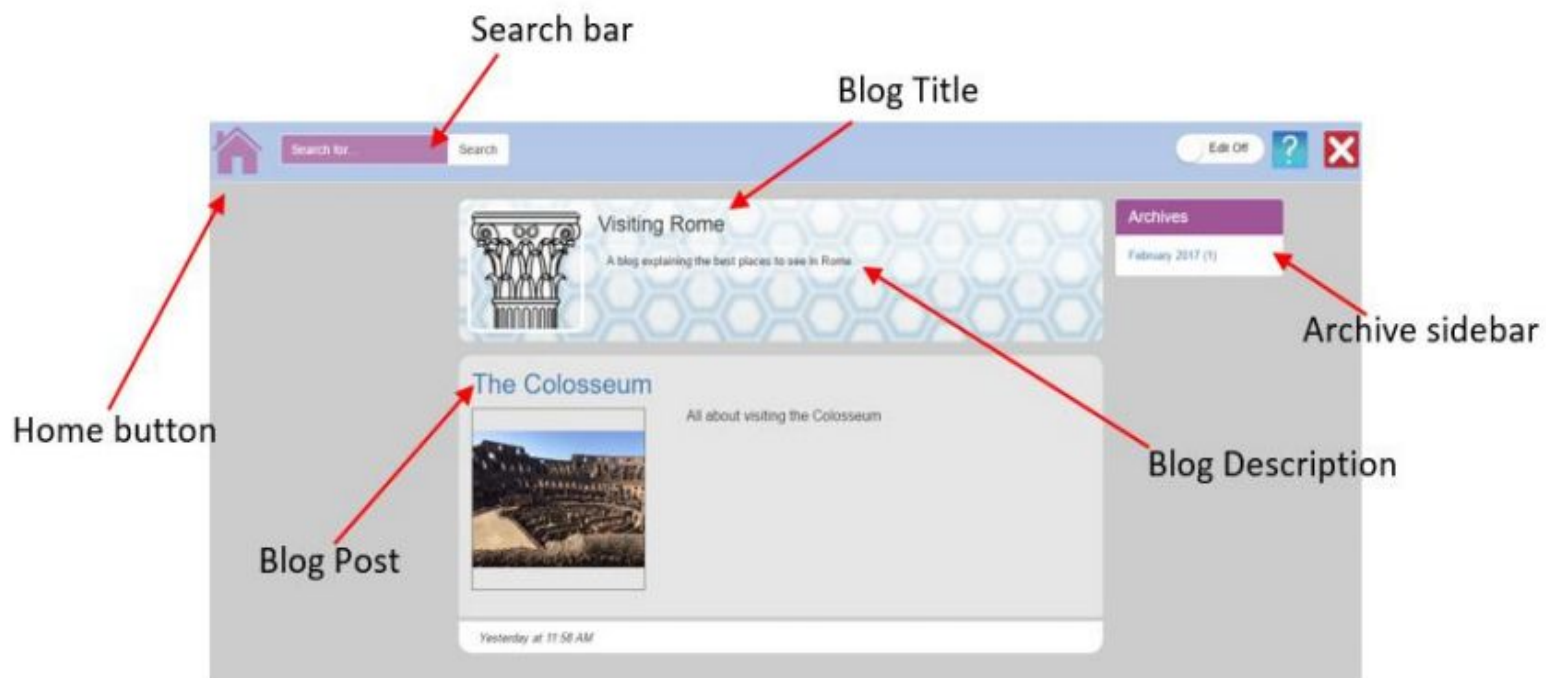 Search bar
Blog Title
Search for...
Search
Edit Off
?
Visiting Rome
A blog explaining the best places to see in Rome
Archives
February 2017 (1)
Archive sidebar
The Colosseum
All about visiting the Colosseum
Home button
Blog Description
Blog Post
Yesterday at 11:58 AM